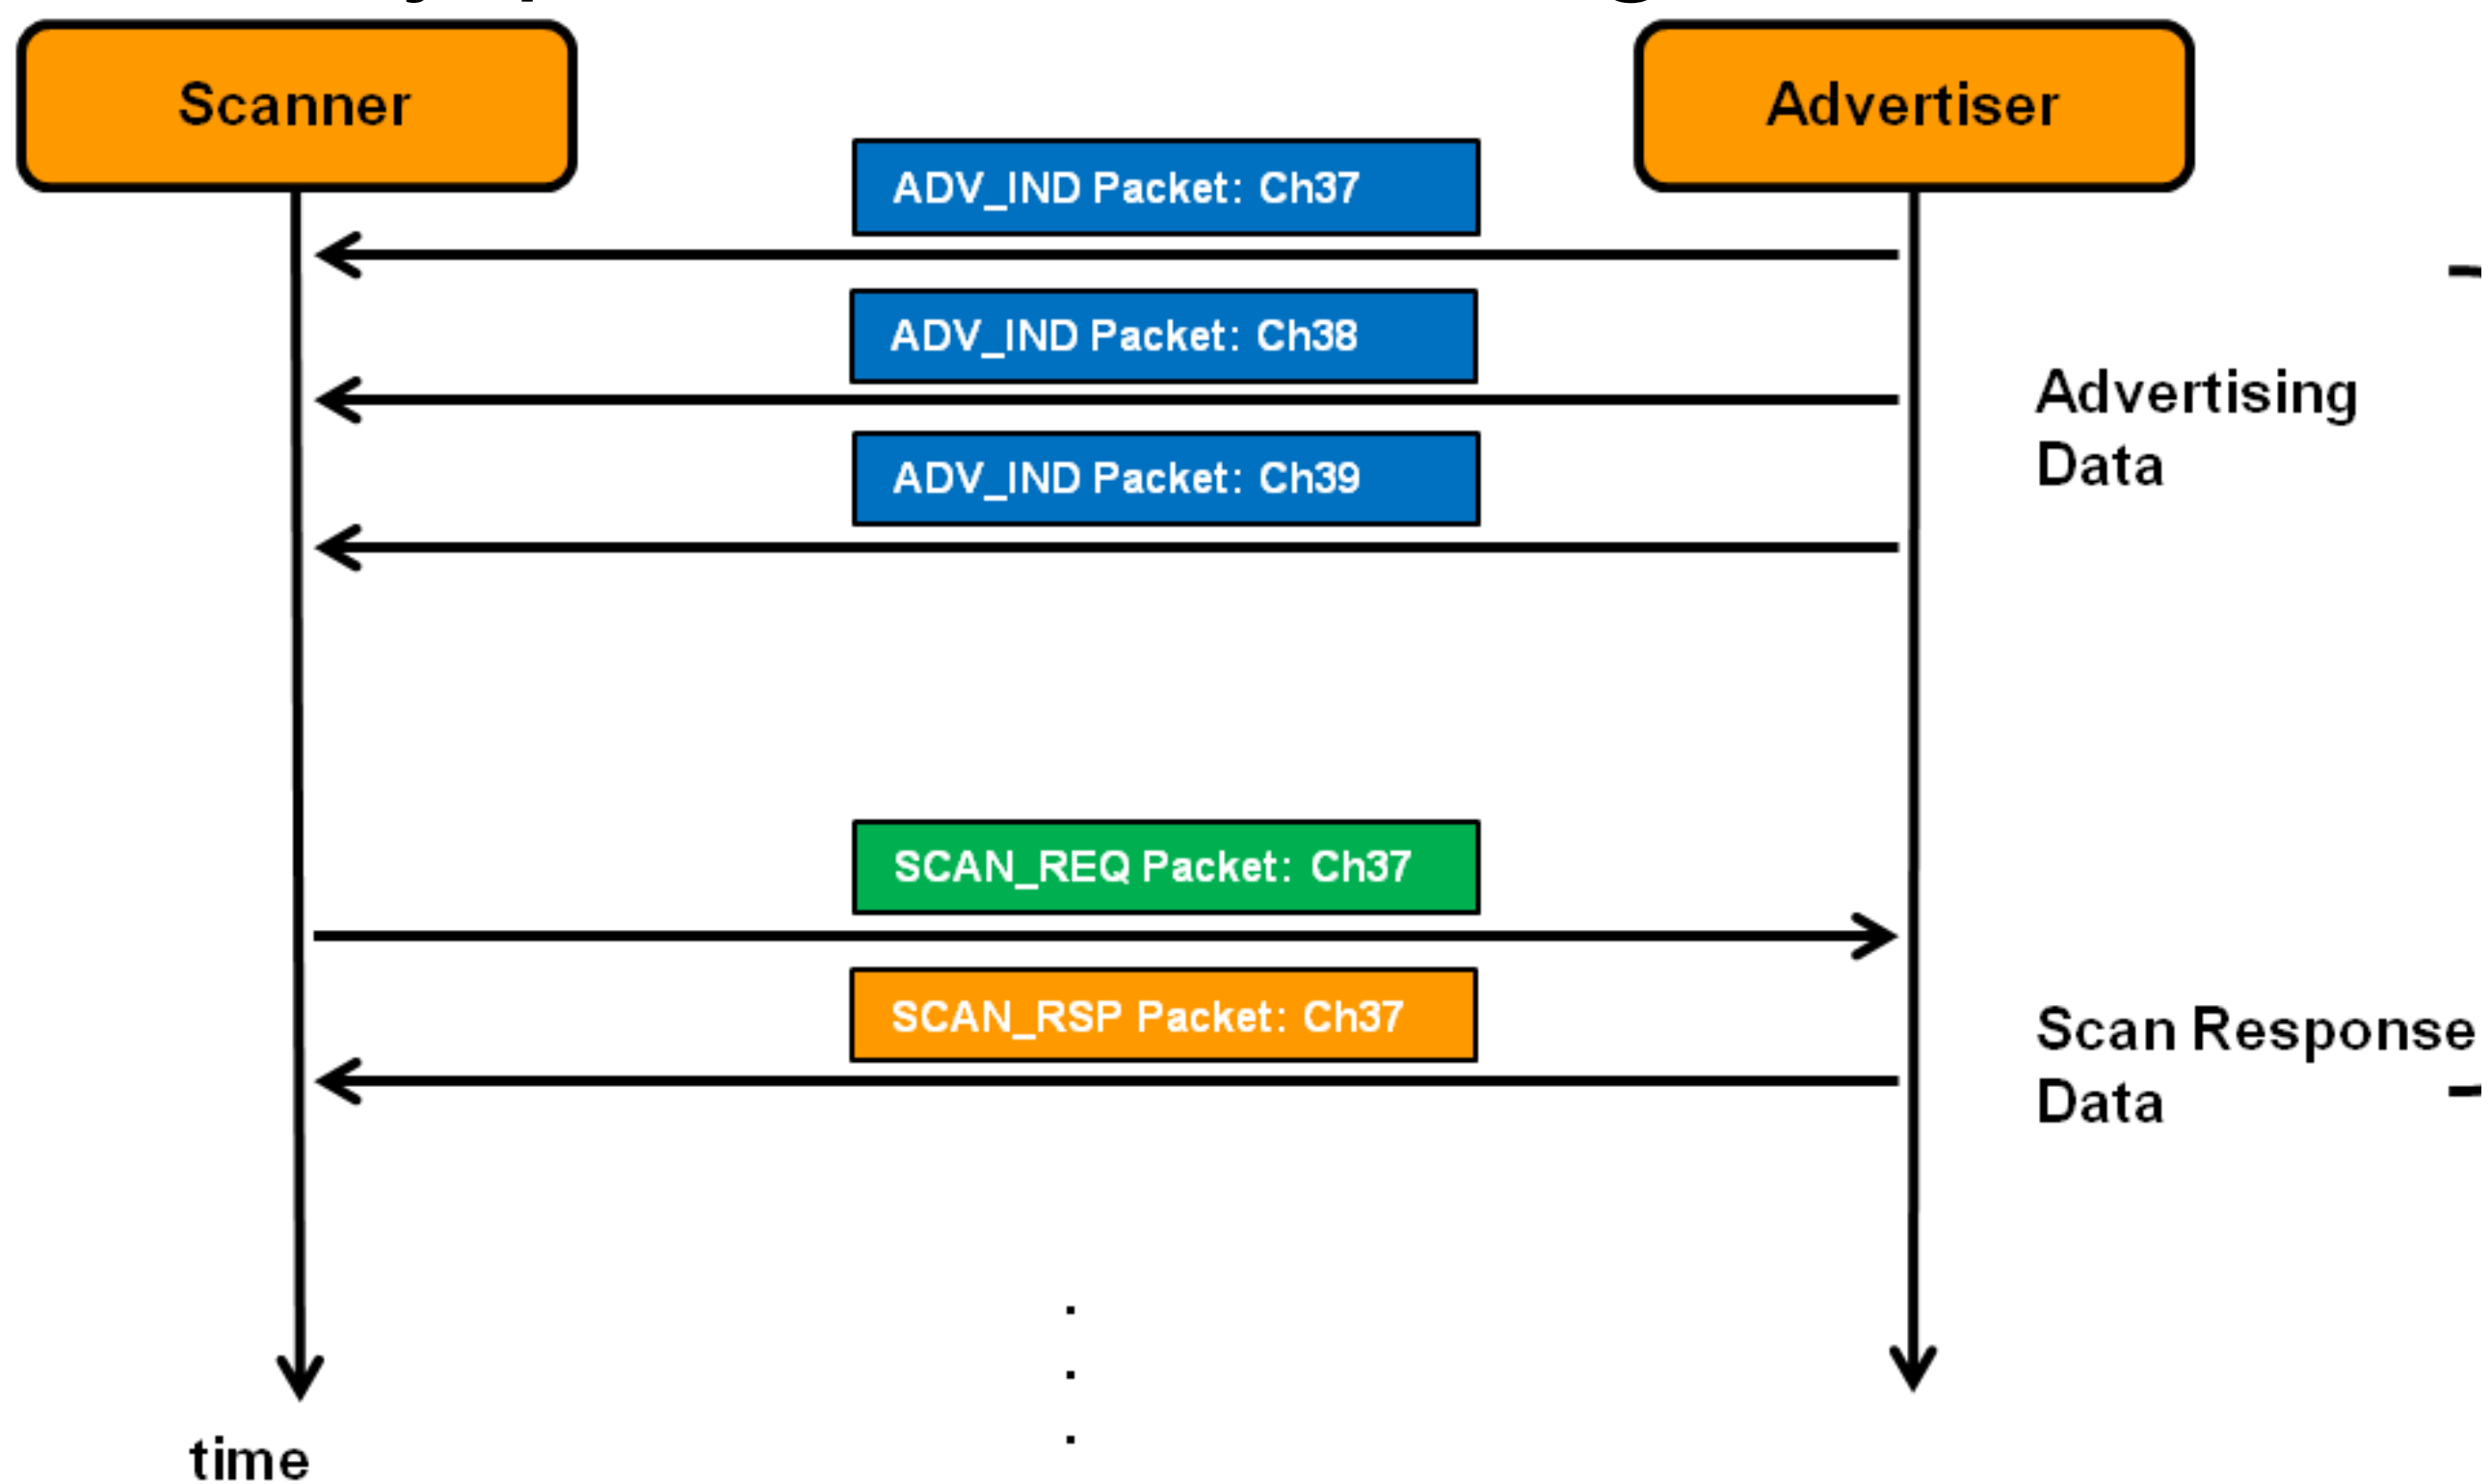 Scanner
Advertiser
ADV_IND Packet: Ch37
ADV_IND Packet: Ch38
Advertising
Data
ADV_IND Packet: Ch39
SCAN_REQ Packet: Ch37
SCAN_RSP Packet: Ch37
Scan Response
Data
.
.
.
time